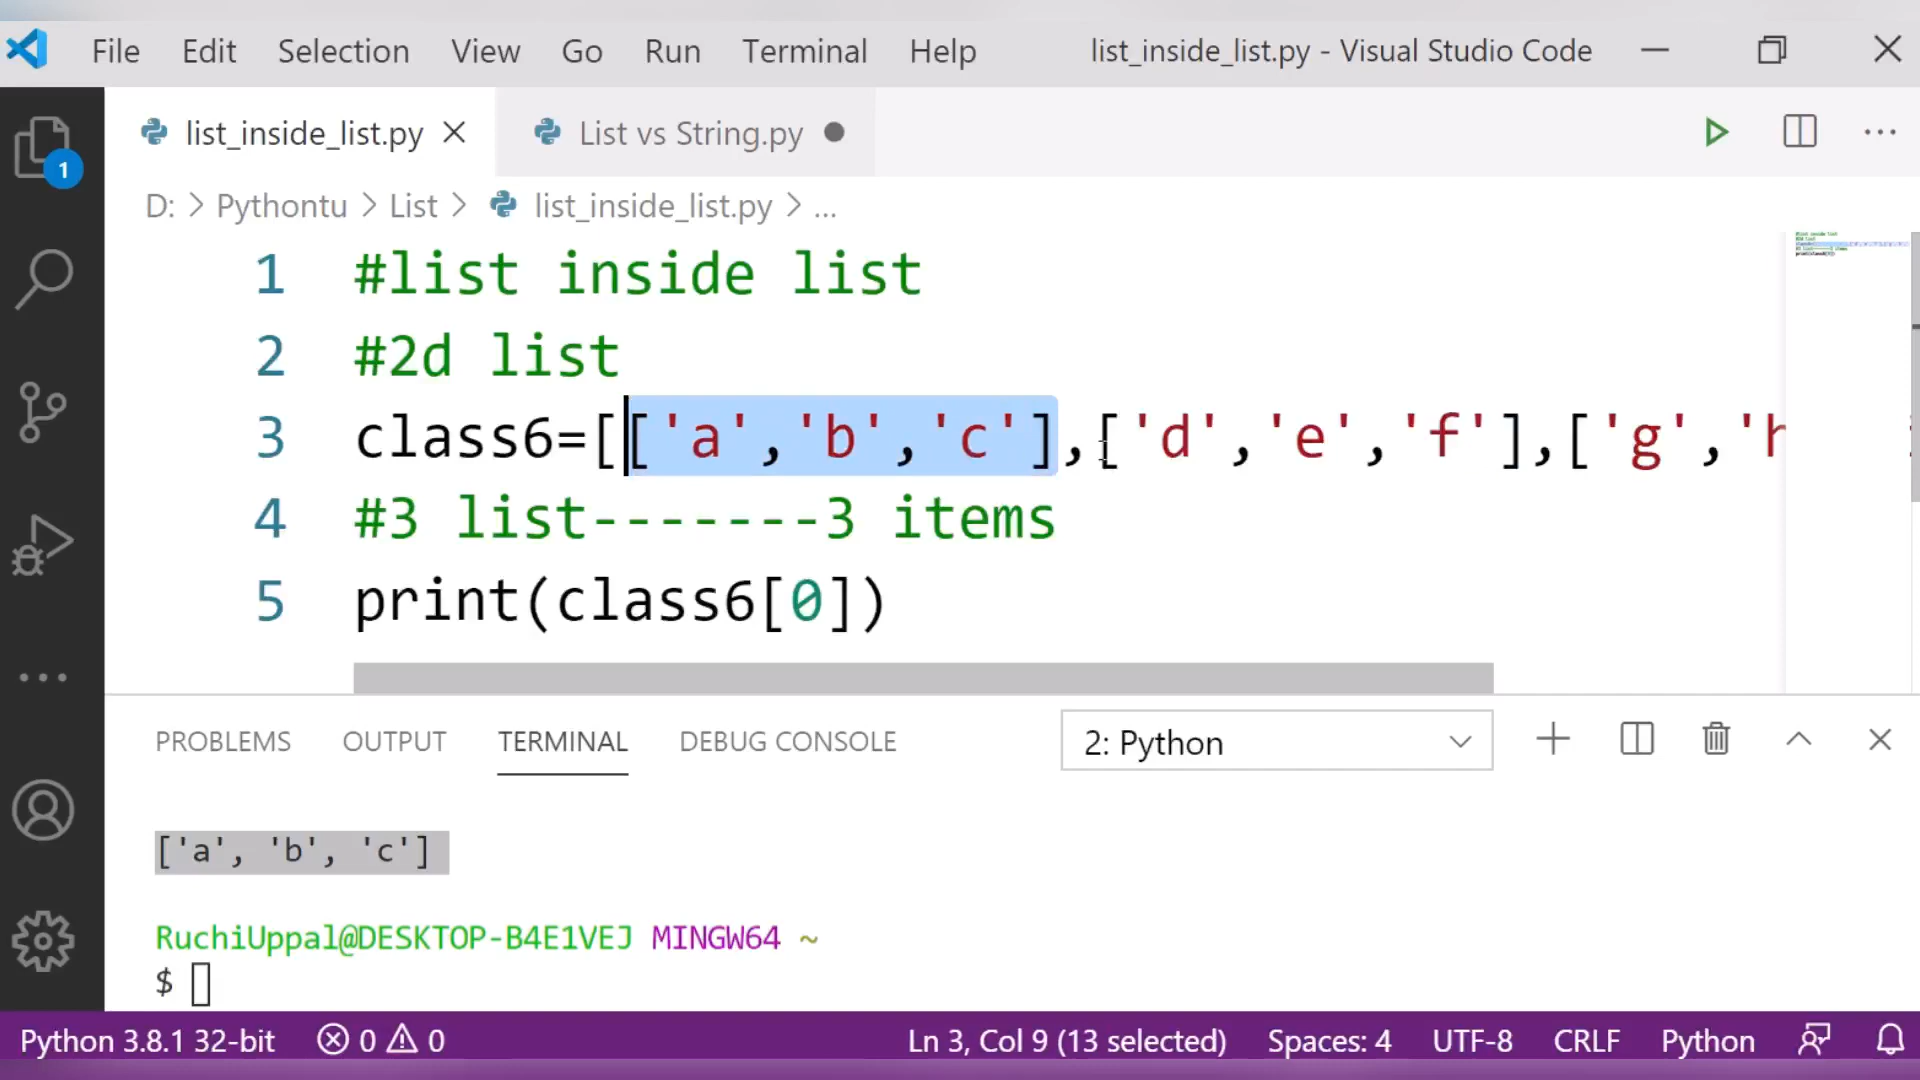 File Edit Selection View Go Run Terminal Help list_inside_list.py - Visual Studio Code
list_inside_list.py List vs String.py
1
D: > Pythontu > List > list_inside_list.py > ...
1 #list inside list
2 #2d list
3 class6=[['a','b','c'],['d','e','f'],['g','h
4 #3 list-------3 items
5 print(class6[0])
PROBLEMS OUTPUT TERMINAL DEBUG CONSOLE 2: Python
['a', 'b', 'c']
RuchiUppal@DESKTOP-B4E1VEJ MINGW64 ~
$
Python 3.8.1 32-bit 0 0 Ln 3, Col 9 (13 selected) Spaces: 4 UTF-8 CRLF Python